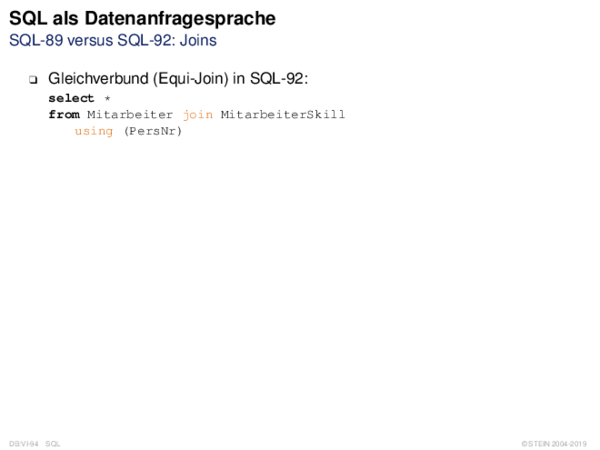 SQL als Datenanfragesprache
SQL-89 versus SQL-92: Joins
❑ Gleichverbund (Equi-Join) in SQL-92:
select *
from Mitarbeiter join MitarbeiterSkill
using (PersNr)
DB:VI-94 SQL
© STEIN 2004-2019